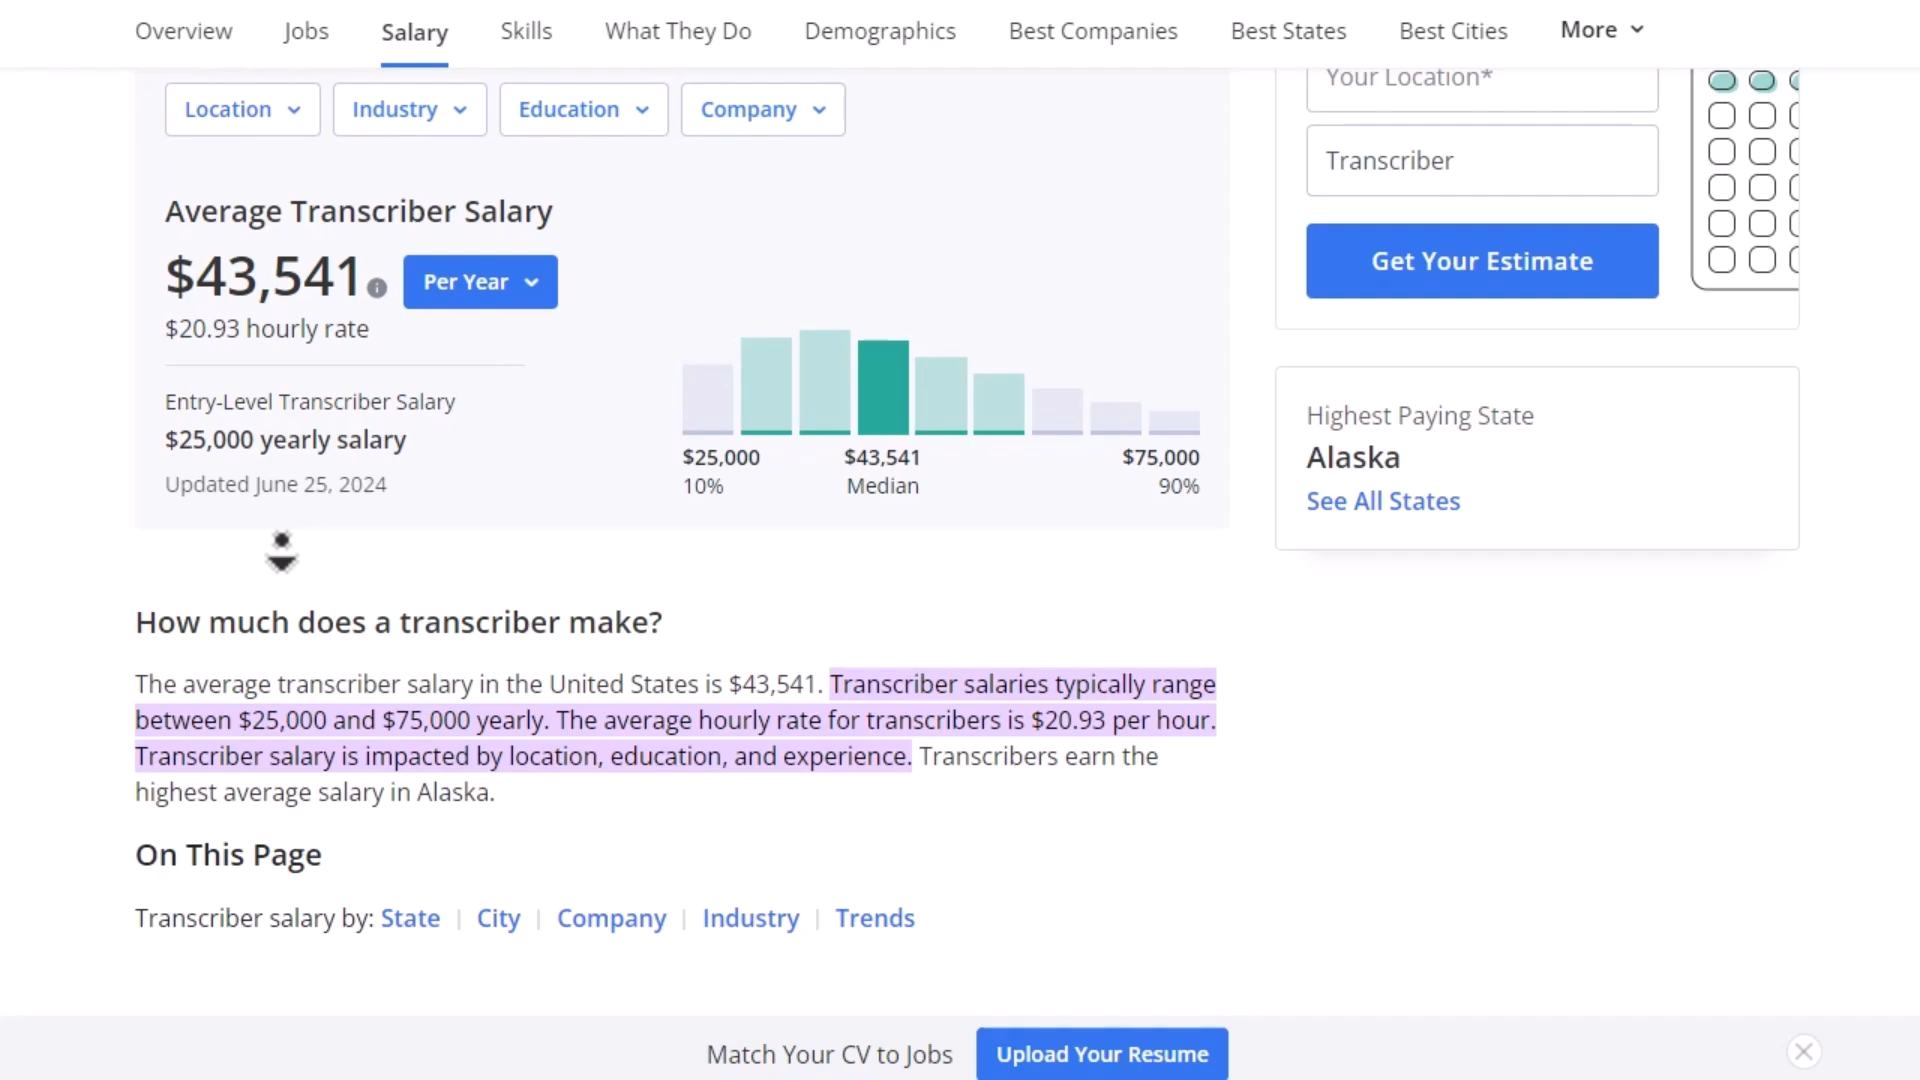 Overview Jobs Salary Skills What They Do Demographics Best Companies Best States Best Cities More
Location Industry Education Company
Average Transcriber Salary
$43,541 Per Year
$20.93 hourly rate
Entry-Level Transcriber Salary
$25,000 yearly salary
Updated June 25, 2024
$25,000 $43,541 $75,000
10% Median 90%
Your Location*
Transcriber
Get Your Estimate
Highest Paying State
Alaska
See All States
How much does a transcriber make?
The average transcriber salary in the United States is $43,541. Transcriber salaries typically range
between $25,000 and $75,000 yearly. The average hourly rate for transcribers is $20.93 per hour.
Transcriber salary is impacted by location, education, and experience. Transcribers earn the
highest average salary in Alaska.
On This Page
Transcriber salary by: State | City | Company | Industry | Trends
Match Your CV to Jobs Upload Your Resume